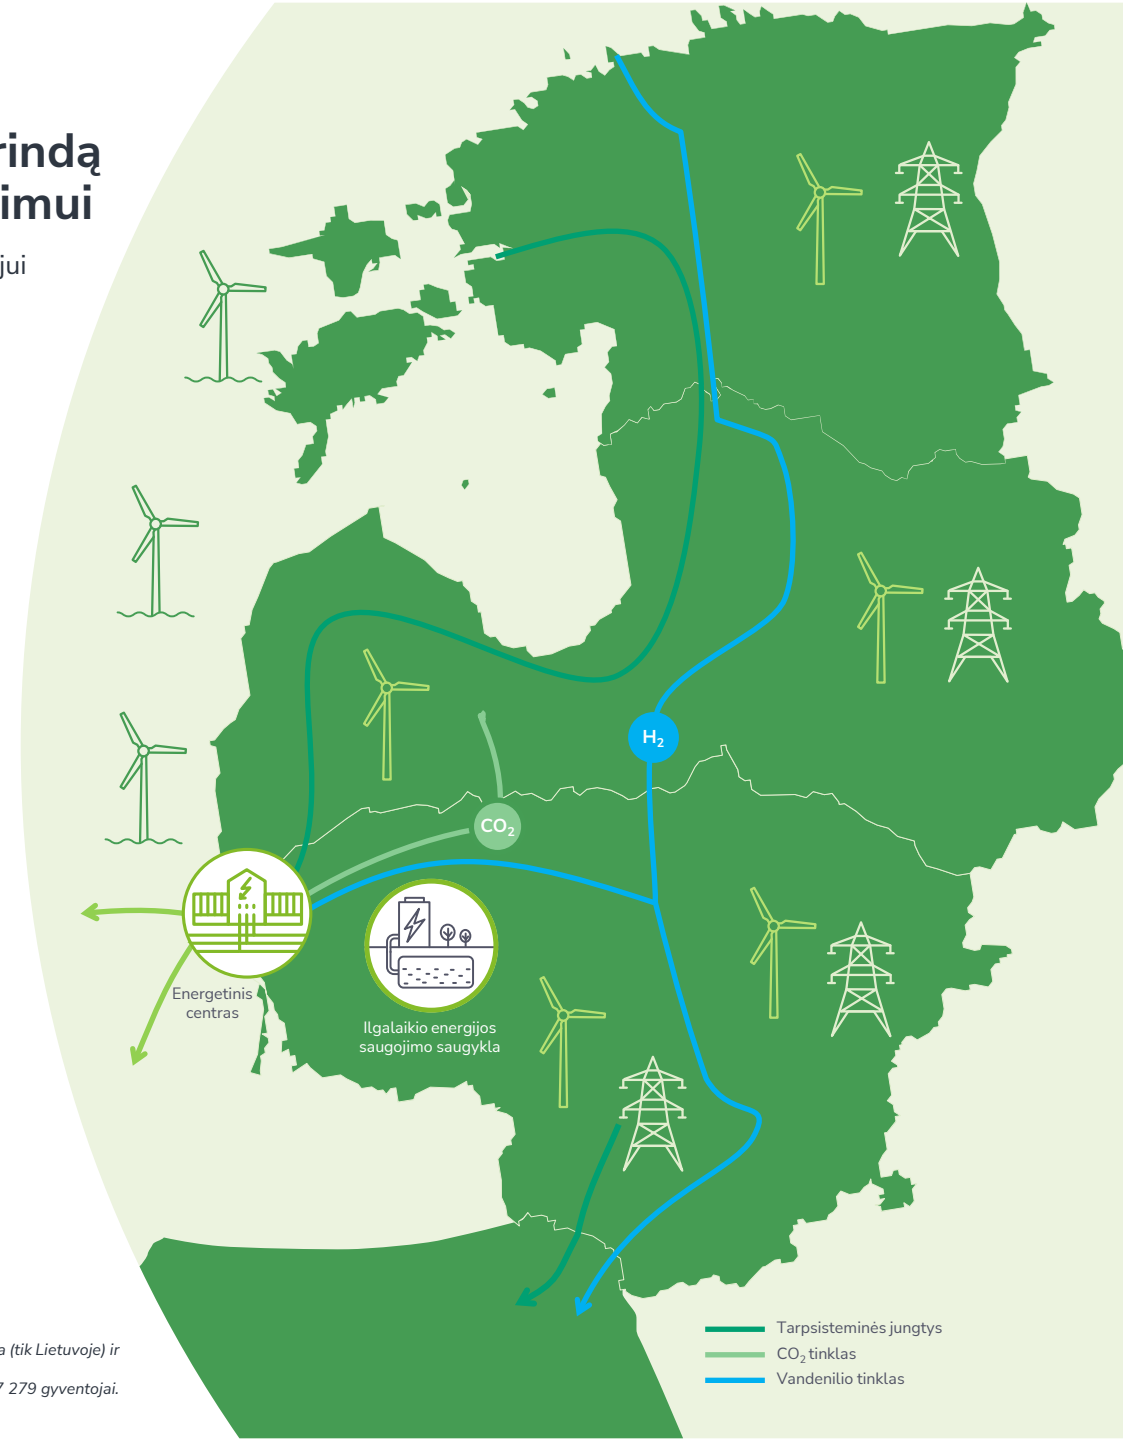 rindą
imui
jui
H₂
CO₂
Energetinis
centras
Ilgalaikio energijos
saugojimo saugykla
Tarpsisteminės jungtys
CO₂ tinklas
Vandenilio tinklas
a (tik Lietuvoje) ir
7 279 gyventojai.